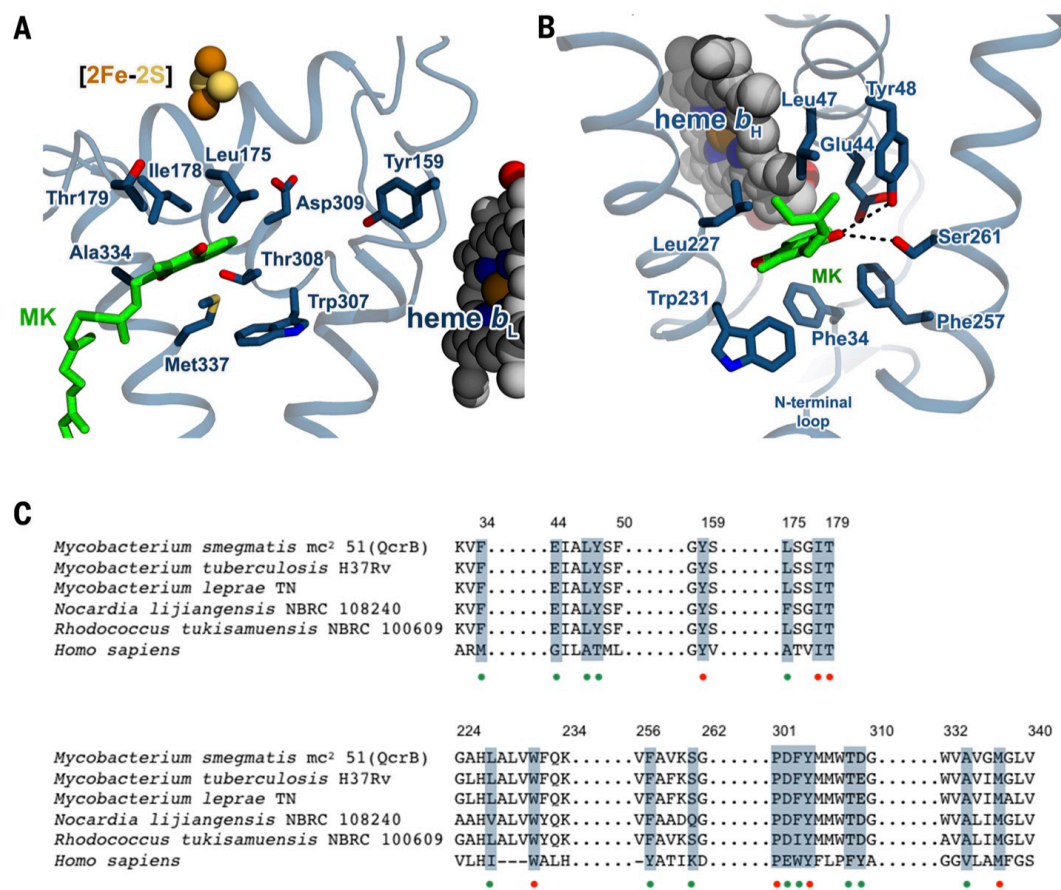 A
[2Fe-2S]
Leu175
Ile178
Thr179
Tyr159
Asp309
Ala334
Thr308
MK
Trp307
heme bL
Met337
B
Leu47
Tyr48
heme bH
Glu44
Leu227
Ser261
MK
Trp231
Phe257
Phe34
N-terminal
loop
C
34 44 50 159 175 179
Mycobacterium smegmatis mc² 51(QcrB) KVF......EIALYSF......GYS......LSGIT
Mycobacterium tuberculosis H37Rv KVF......EIALYSF......GYS......LSSIT
Mycobacterium leprae TN KVF......EIALYSF......GYS......LSSIT
Nocardia lijiangensis NBRC 108240 KVF......EIALYSF......GYS......FSGIT
Rhodococcus tukisamuensis NBRC 100609 KVF......EIALYSF......GYS......LSGIT
Homo sapiens ARM......GILATML......GYV......ATVIT
224 234 256 262 301 310 332 340
Mycobacterium smegmatis mc² 51(QcrB) GAHLALVWFQK......VFAVKSG......PDFYMMWTDG......WVAVGMGLV
Mycobacterium tuberculosis H37Rv GLHLALVWFQK......VFAVKSG......PDFYMMWTEG......WVAVIMGLV
Mycobacterium leprae TN GLHLALVWFQK......VFAFKSG......PDFYMMWTEG......WVAVIMALV
Nocardia lijiangensis NBRC 108240 AAHVALVWYQK......VFAADQG......PDFYMMWTDG......WVALIMGLV
Rhodococcus tukisamuensis NBRC 100609 GAHLALVWYQK......VFAVKSG......PDIYMMWTEG......WVALIMGLV
Homo sapiens VLHI---WALH......-YATIKD......PEWYFLPFYA......GGVLAMFGS